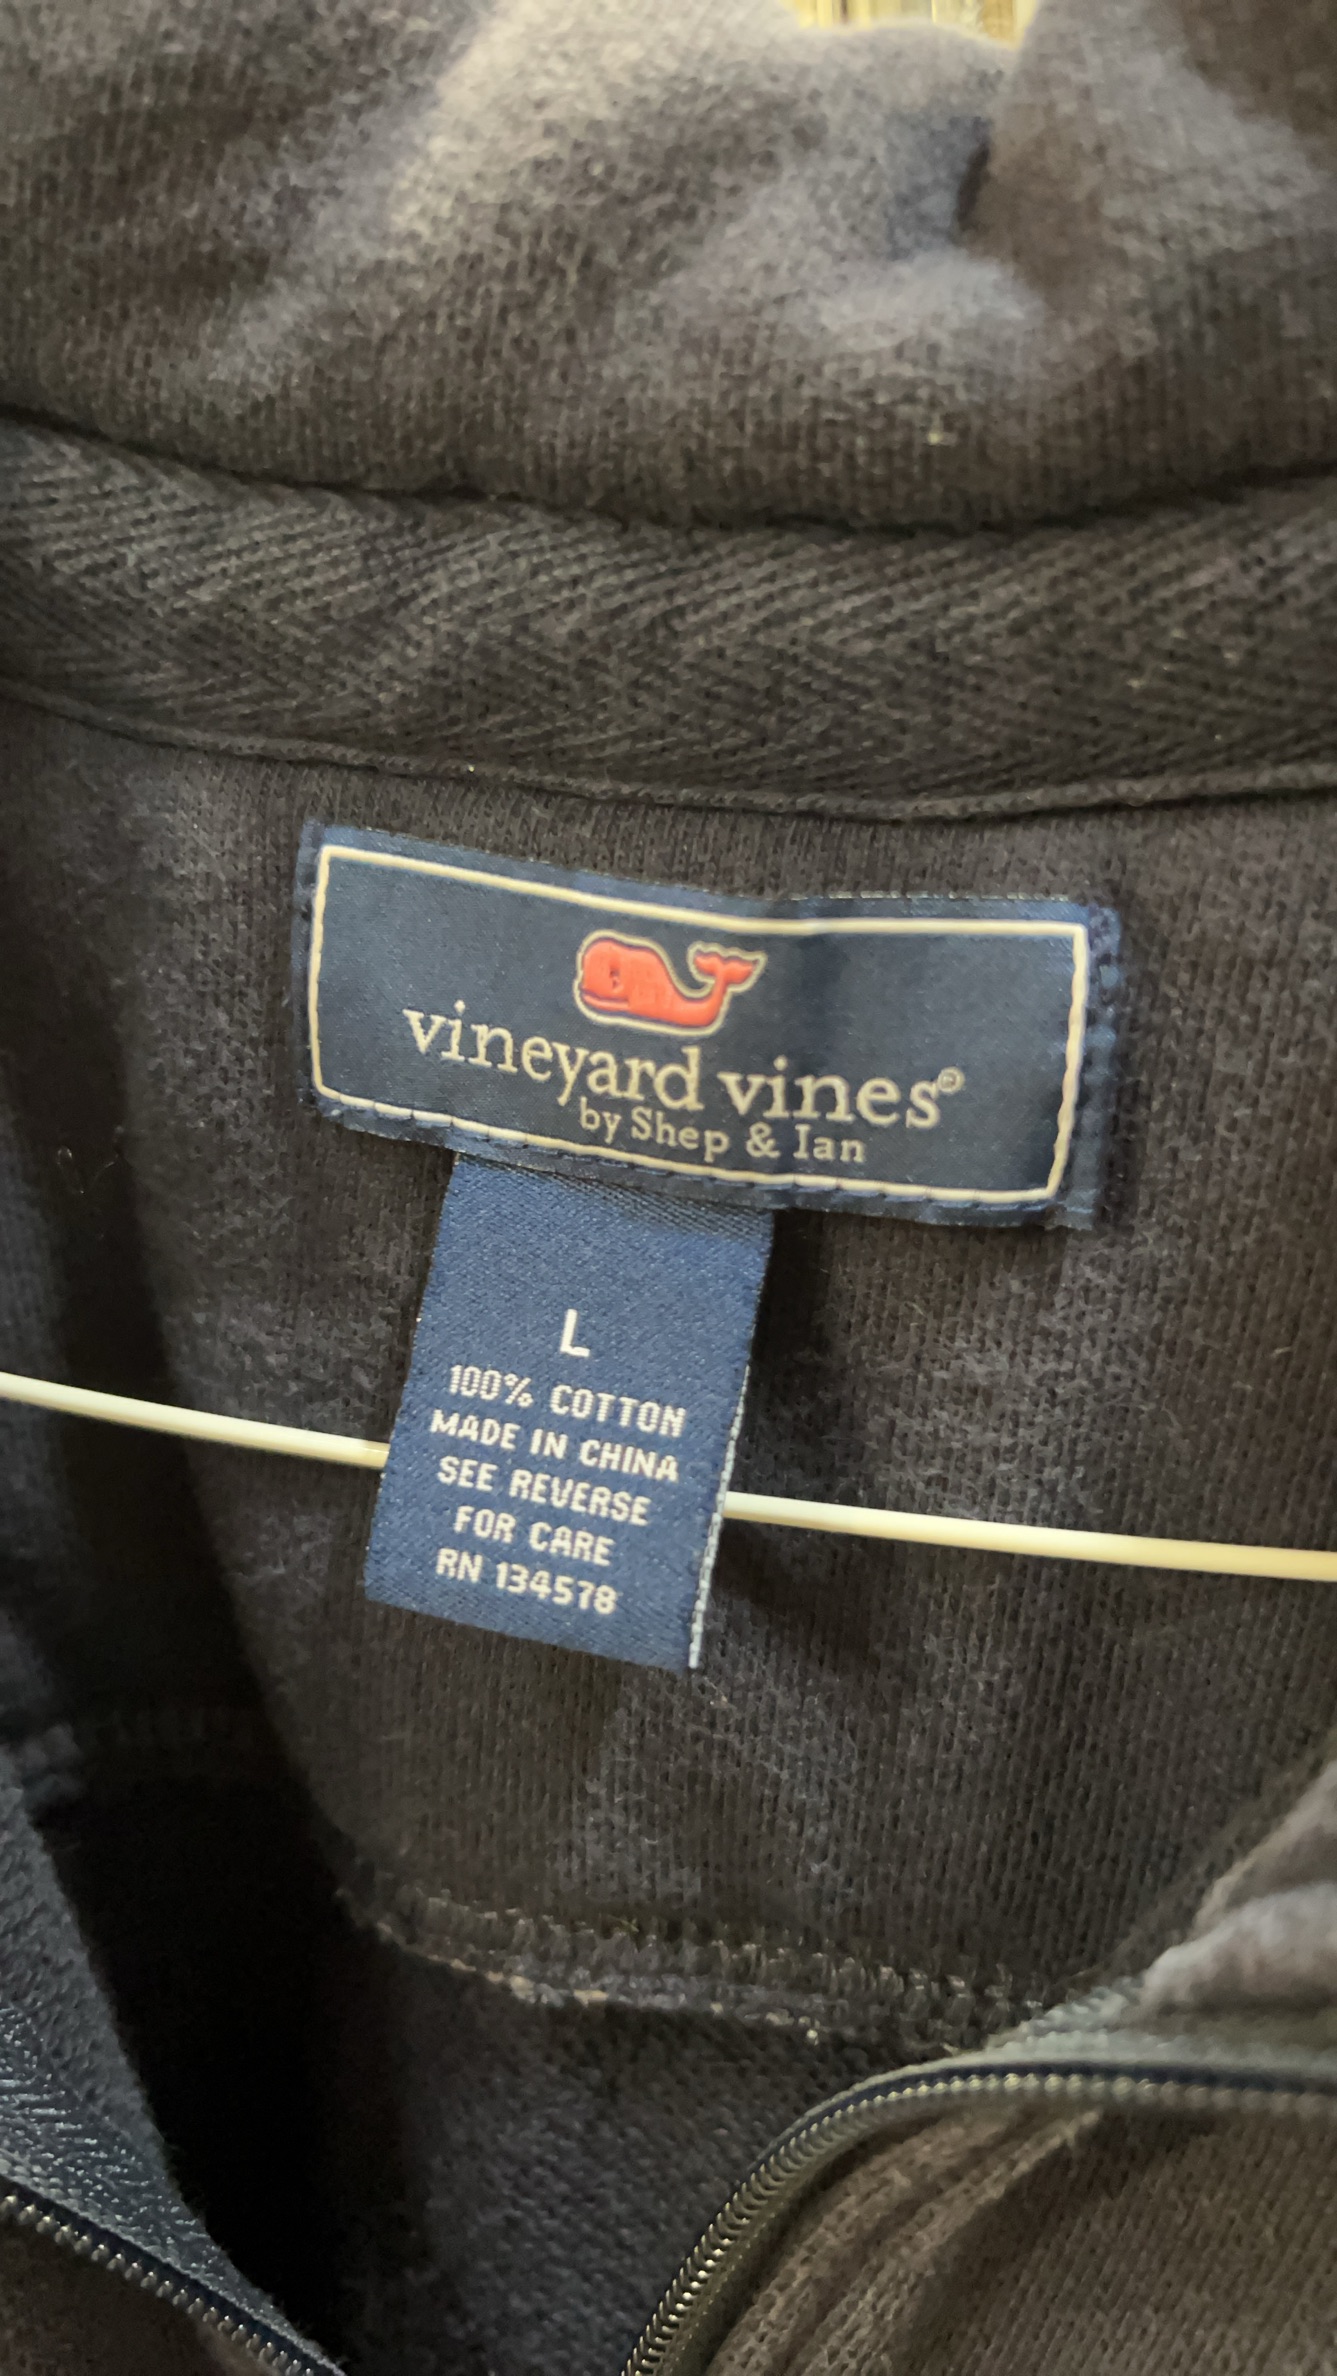 vineyard vines®
by Shep & Ian
L
100% COTTON
MADE IN CHINA
SEE REVERSE
FOR CARE
RN 134578